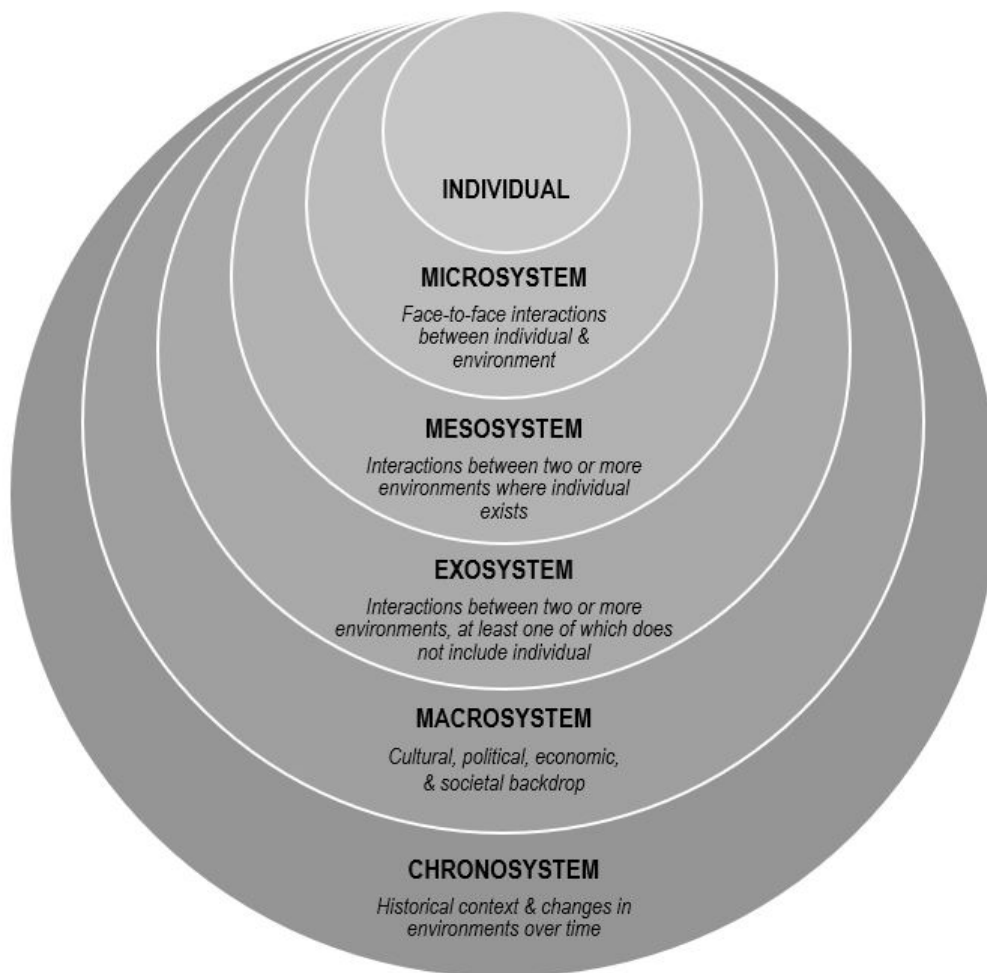 INDIVIDUAL
MICROSYSTEM
Face-to-face interactions
between individual &
environment
MESOSYSTEM
Interactions between two or more
environments where individual
exists
EXOSYSTEM
Interactions between two or more
environments, at least one of which does
not include individual
MACROSYSTEM
Cultural, political, economic,
& societal backdrop
CHRONOSYSTEM
Historical context & changes in
environments over time